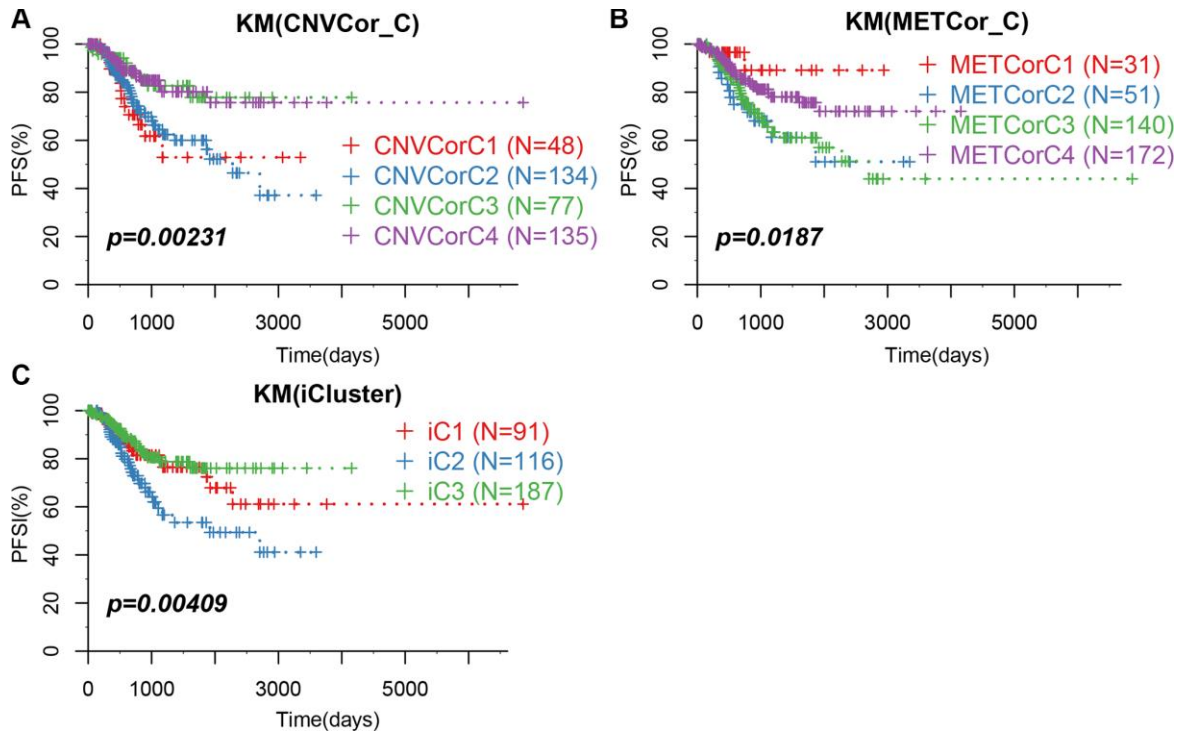 A
KM(CNVCor_C)
PFS(%)
100
80
60
40
20
0
CNVCorC1 (N=48)
CNVCorC2 (N=134)
CNVCorC3 (N=77)
CNVCorC4 (N=135)
p=0.00231
0 1000 3000 5000
Time(days)
B
KM(METCor_C)
PFS(%)
100
80
60
40
20
0
METCorC1 (N=31)
METCorC2 (N=51)
METCorC3 (N=140)
METCorC4 (N=172)
p=0.0187
0 1000 3000 5000
Time(days)
C
KM(iCluster)
PFSI(%)
100
80
60
40
20
0
iC1 (N=91)
iC2 (N=116)
iC3 (N=187)
p=0.00409
0 1000 3000 5000
Time(days)